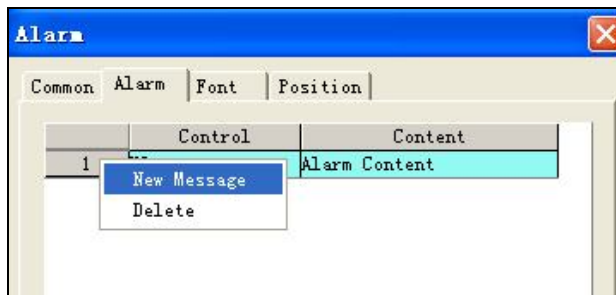 Alarm
Common Alarm Font Position
Control Content
1 Alarm Content
New Message
Delete